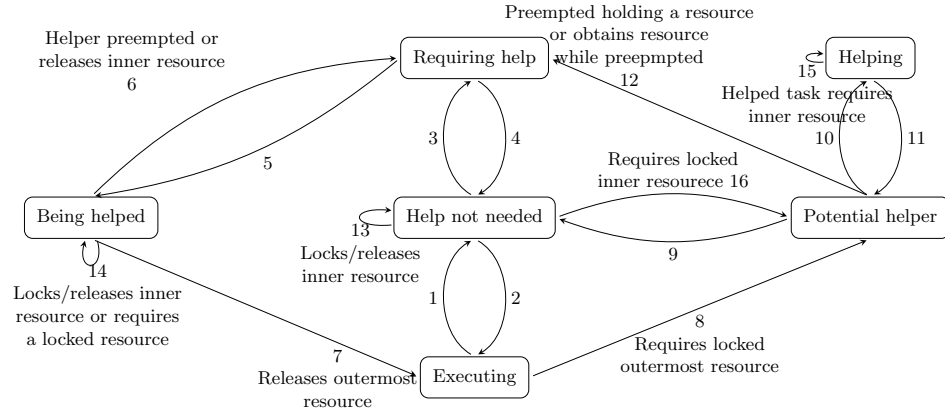 Preempted holding a resource
or obtains resource
while preepmpted
12
Helper preempted or
releases inner resource
6
Requiring help
Helping
15
Helped task requires
inner resource
10
11
3
4
5
Requires locked
inner resourece 16
Being helped
Help not needed
Potential helper
13
Locks/releases
inner resource
9
14
Locks/releases inner
resource or requires
a locked resource
1
2
8
Requires locked
outermost resource
7
Releases outermost
resource
Executing